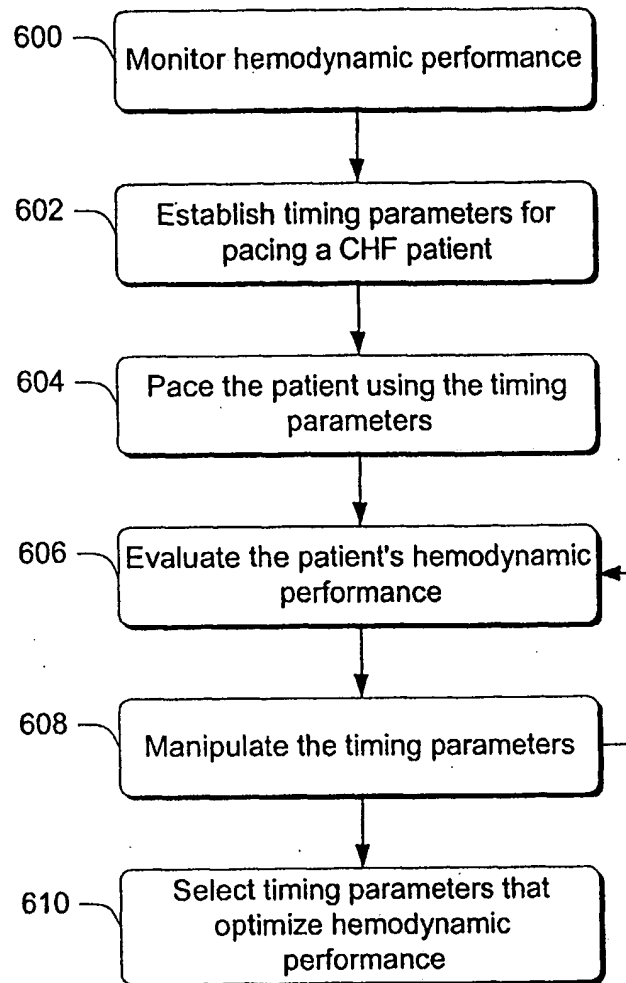 600
Monitor hemodynamic performance
602
Establish timing parameters for
pacing a CHF patient
604
Pace the patient using the timing
parameters
606
Evaluate the patient's hemodynamic
performance
608
Manipulate the timing parameters
610
Select timing parameters that
optimize hemodynamic
performance